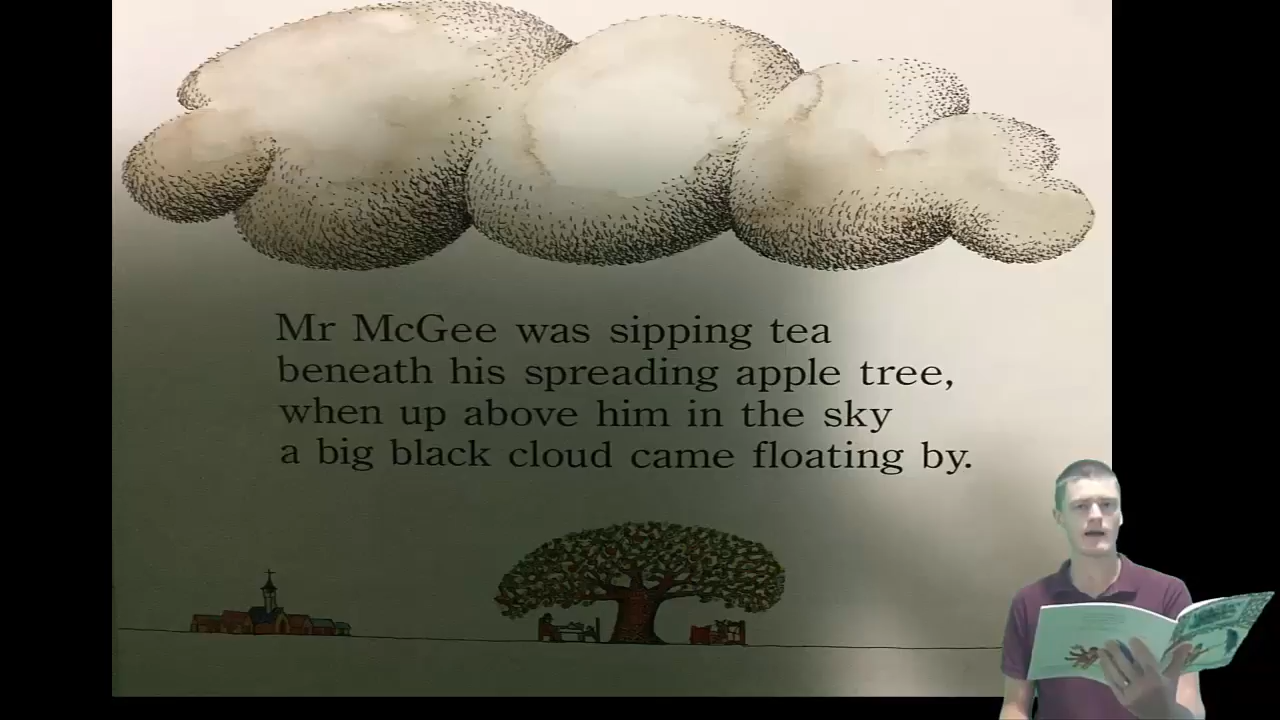 Mr McGee was sipping tea
beneath his spreading apple tree,
when up above him in the sky
a big black cloud came floating by.